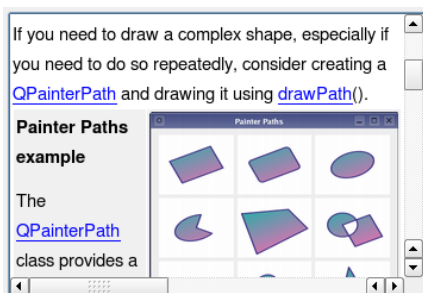 If you need to draw a complex shape, especially if
you need to do so repeatedly, consider creating a
QPainterPath and drawing it using drawPath().
Painter Paths
example
Painter Paths
The
QPainterPath
class provides a